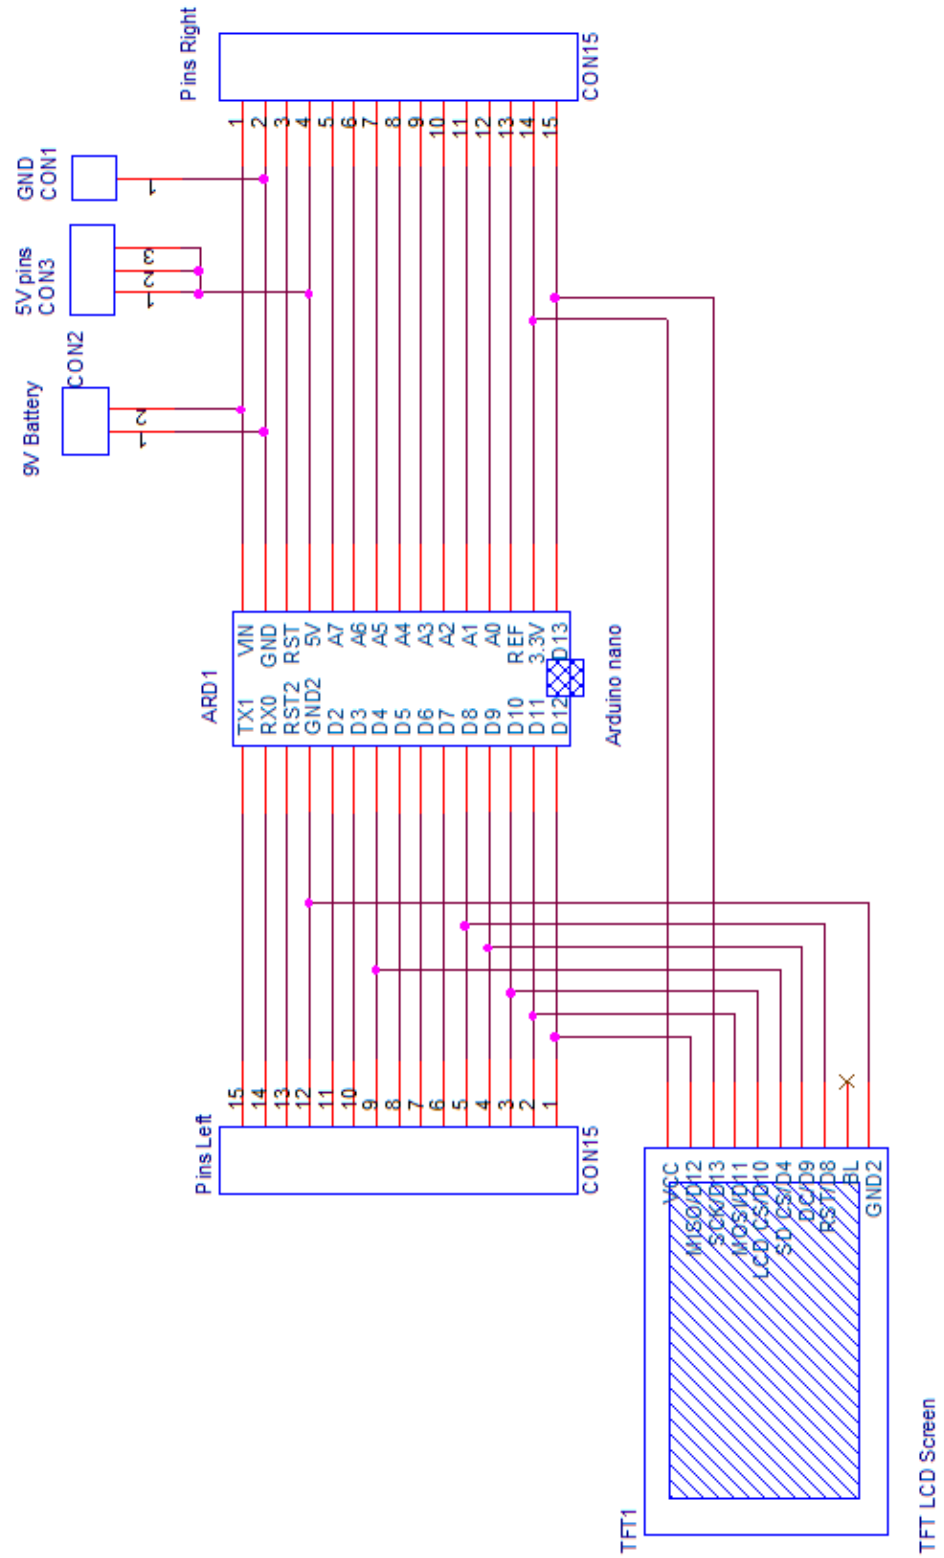 Pins Right
CON15
1
2
3
4
5
6
7
8
9
10
11
12
13
14
15
GND
CON1
1
5V pins
CON3
3
2
1
CON2
9V Battery
2
1
ARD1
VIN
GND
RST
5V
A7
A6
A5
A4
A3
A2
A1
A0
REF
3.3V
D13
TX1
RX0
RST2
GND2
D2
D3
D4
D5
D6
D7
D8
D9
D10
D11
D12
Arduino nano
Pins Left
15
14
13
12
11
10
9
8
7
6
5
4
3
2
1
CON15
VCC
MISO/D12
SCK/D13
MOSI/D11
LCD CS/D10
SD CS/D4
DC/D9
RST/D8
BL
GND2
TFT1
TFT LCD Screen